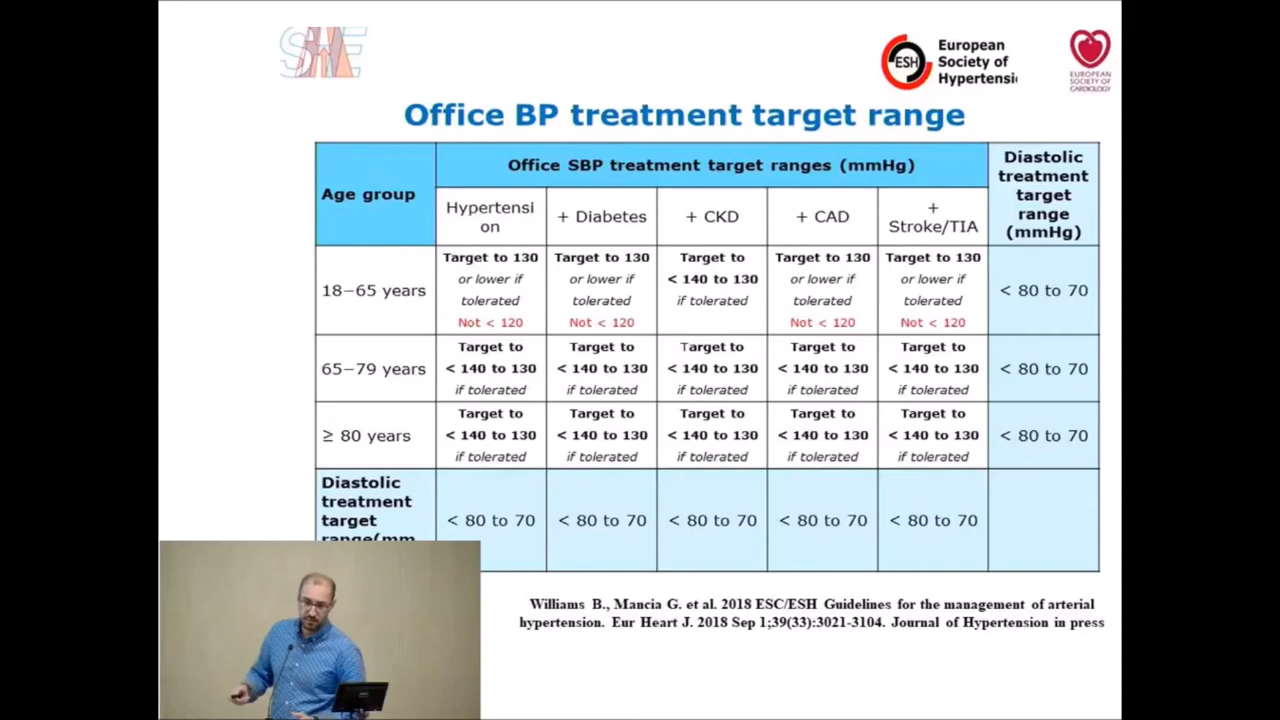 SHE
ESH
European
Society of
Hypertensi
EUROPEAN
SOCIETY OF
CARDIOLOGY
Office BP treatment target range
Age group
Office SBP treatment target ranges (mmHg)
Diastolic
treatment
target
range
(mmHg)
Hypertensi
on
+ Diabetes
+ CKD
+ CAD
+
Stroke/TIA
18–65 years
Target to 130
or lower if
tolerated
Not < 120
Target to 130
or lower if
tolerated
Not < 120
Target to
< 140 to 130
if tolerated
Target to 130
or lower if
tolerated
Not < 120
Target to 130
or lower if
tolerated
Not < 120
< 80 to 70
65–79 years
Target to
< 140 to 130
if tolerated
Target to
< 140 to 130
if tolerated
Target to
< 140 to 130
if tolerated
Target to
< 140 to 130
if tolerated
Target to
< 140 to 130
if tolerated
< 80 to 70
≥ 80 years
Target to
< 140 to 130
if tolerated
Target to
< 140 to 130
if tolerated
Target to
< 140 to 130
if tolerated
Target to
< 140 to 130
if tolerated
Target to
< 140 to 130
if tolerated
< 80 to 70
Diastolic
treatment
target
range(mm
< 80 to 70
< 80 to 70
< 80 to 70
< 80 to 70
< 80 to 70
Williams B., Mancia G. et al. 2018 ESC/ESH Guidelines for the management of arterial
hypertension. Eur Heart J. 2018 Sep 1;39(33):3021-3104. Journal of Hypertension in press